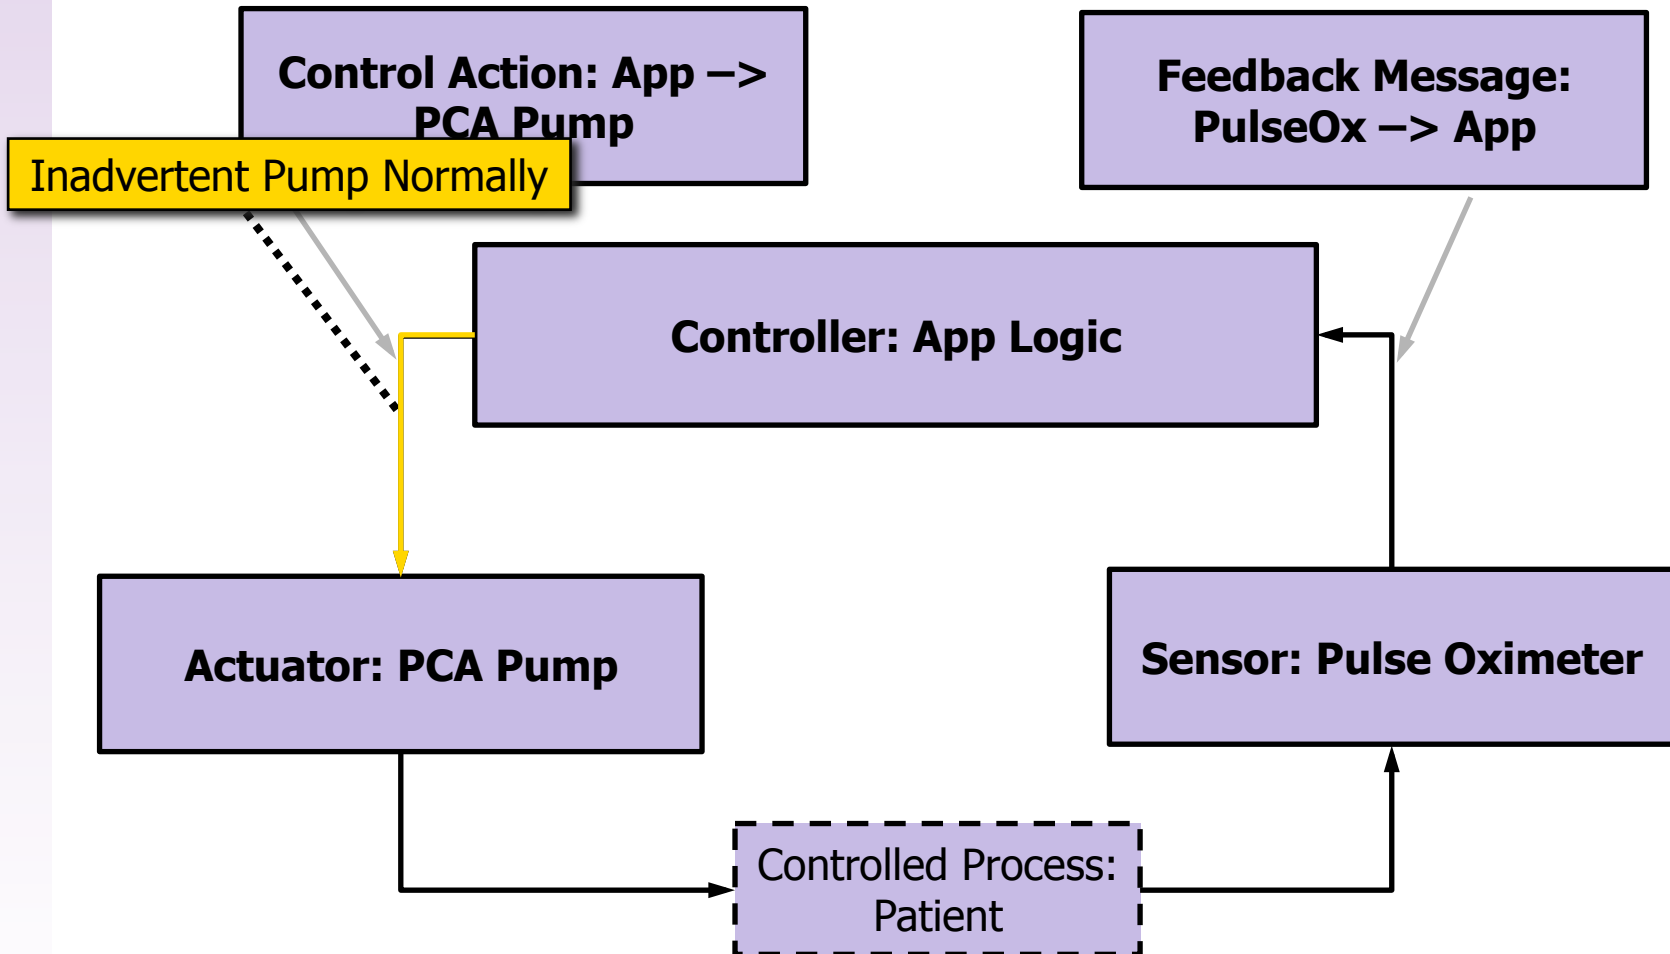 Control Action: App –>
PCA Pump
Feedback Message:
PulseOx –> App
Inadvertent Pump Normally
Controller: App Logic
Actuator: PCA Pump
Sensor: Pulse Oximeter
Controlled Process:
Patient